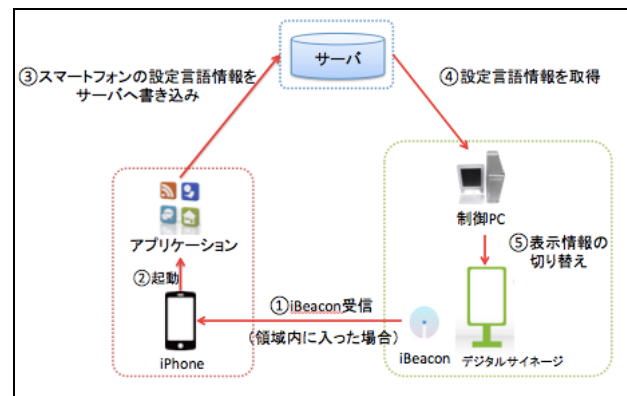 サーバ
③スマートフォンの設定言語情報を
サーバへ書き込み
④設定言語情報を取得
アプリケーション
制御PC
⑤表示情報の
切り替え
②起動
①iBeacon受信
(領域内に入った場合)
iPhone
iBeacon
デジタルサイネージ